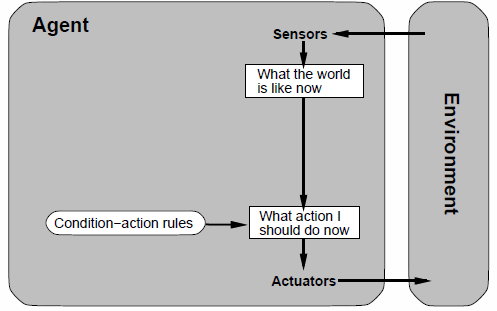 Agent
Sensors
What the world
is like now
Environment
Condition−action rules
What action I
should do now
Actuators